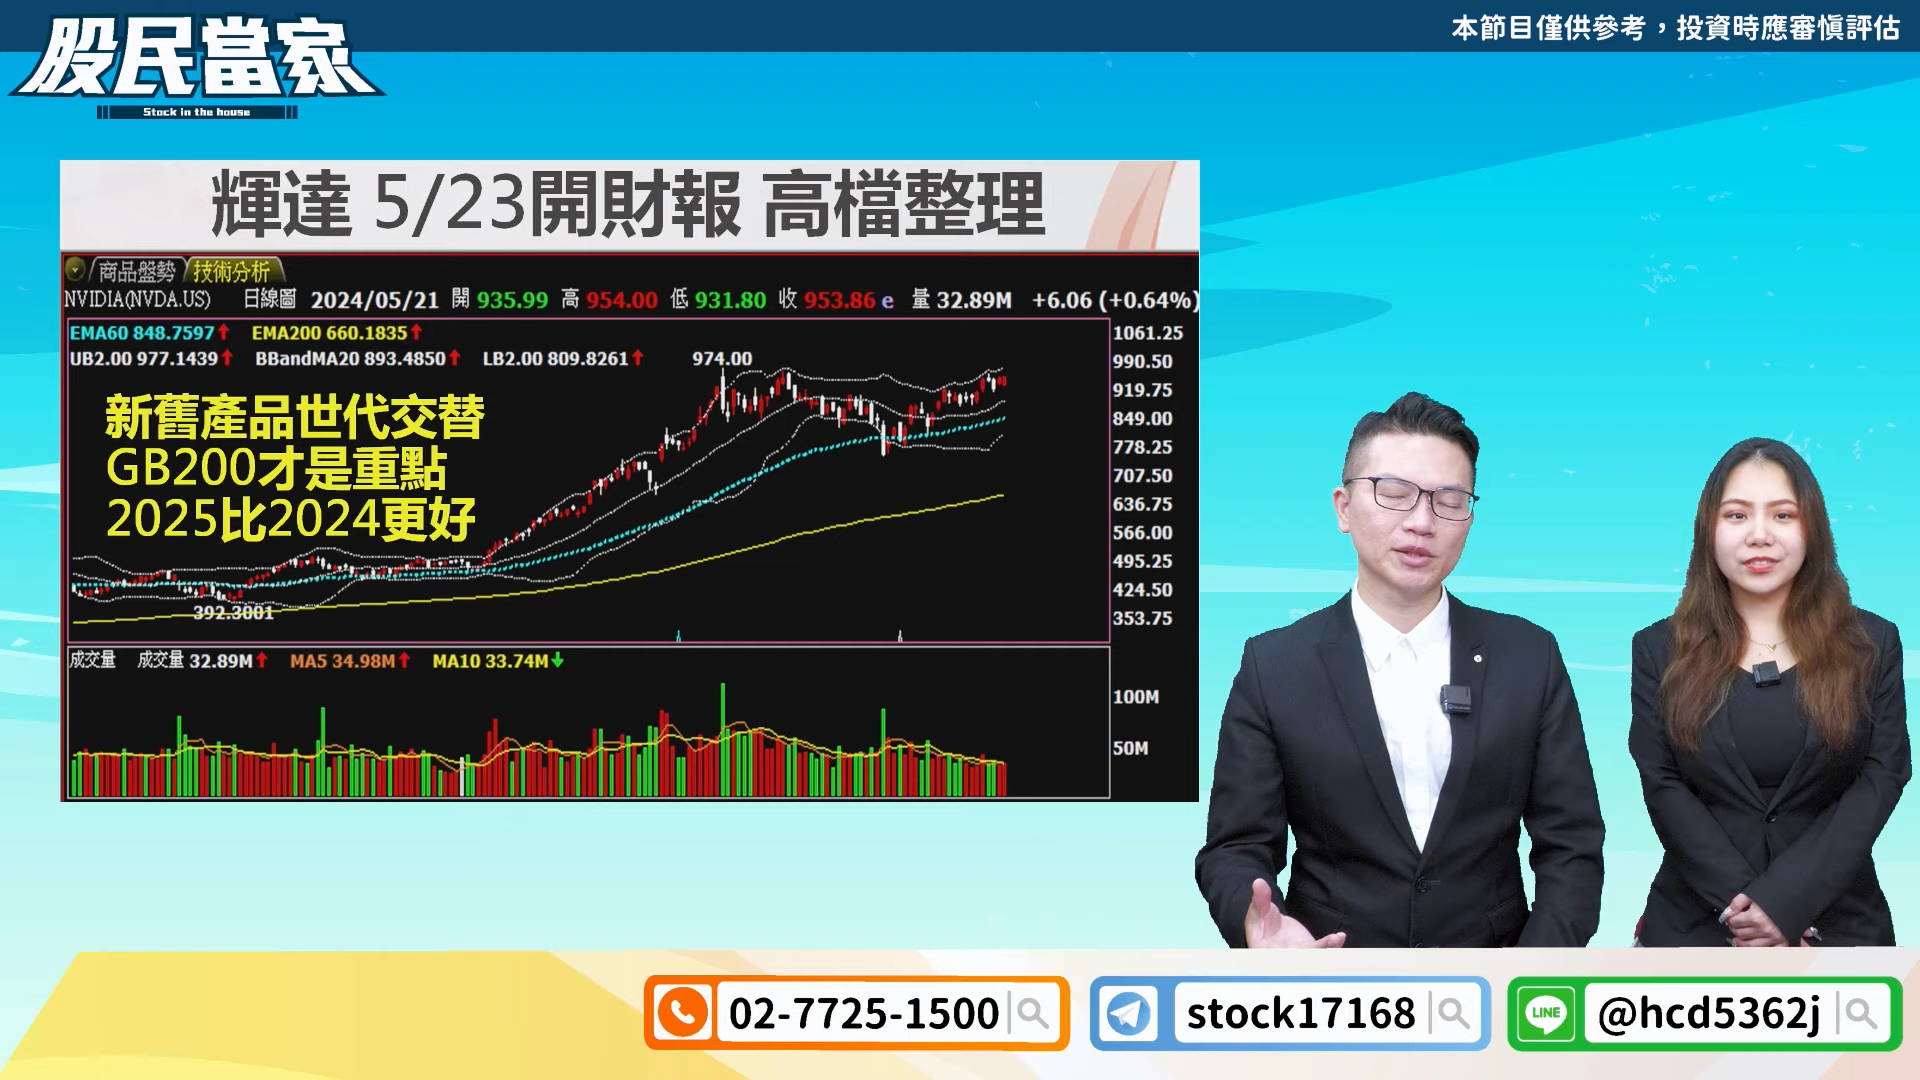 股民當家
Stock in the house
本節目僅供參考，投資時應審慎評估
輝達 5/23開財報 高檔整理
商品盤勢 技術分析
NVIDIA(NVDA.US) 日線圖 2024/05/21 開 935.99 高 954.00 低 931.80 收 953.86 e 量 32.89M +6.06 (+0.64%)
EMA60 848.7597↑ EMA200 660.1835↑
UB2.00 977.1439↑ BBandMA20 893.4850↑ LB2.00 809.8261↑ 974.00
新舊產品世代交替
GB200才是重點
2025比2024更好
392.3001
1061.25
990.50
919.75
849.00
778.25
707.50
636.75
566.00
495.25
424.50
353.75
成交量 成交量 32.89M↑ MA5 34.98M↑ MA10 33.74M↓
100M
50M
02-7725-1500
stock17168
LINE
@hcd5362j